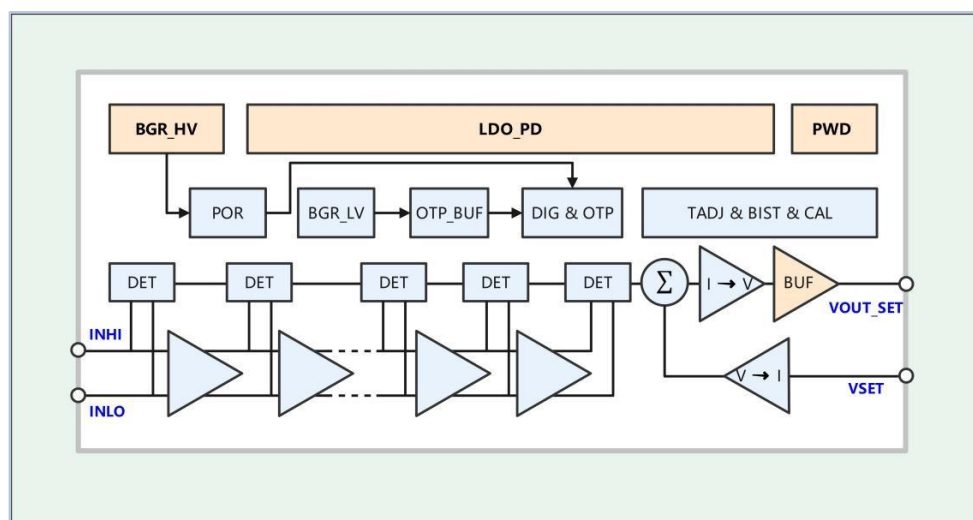 BGR_HV
LDO_PD
PWD
POR
BGR_LV
OTP_BUF
DIG & OTP
TADJ & BIST & CAL
DET
DET
DET
DET
DET
Σ
I → V
BUF
VOUT_SET
INHI
V → I
VSET
INLO